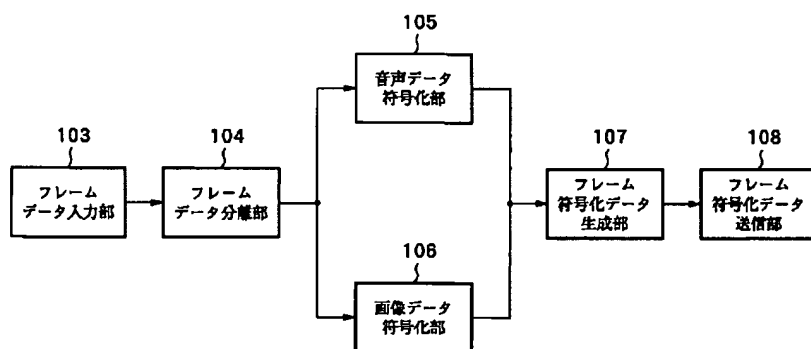 105
音声データ
符号化部
103
フレーム
データ入力部
104
フレーム
データ分離部
106
画像データ
符号化部
107
フレーム
符号化データ
生成部
108
フレーム
符号化データ
送信部